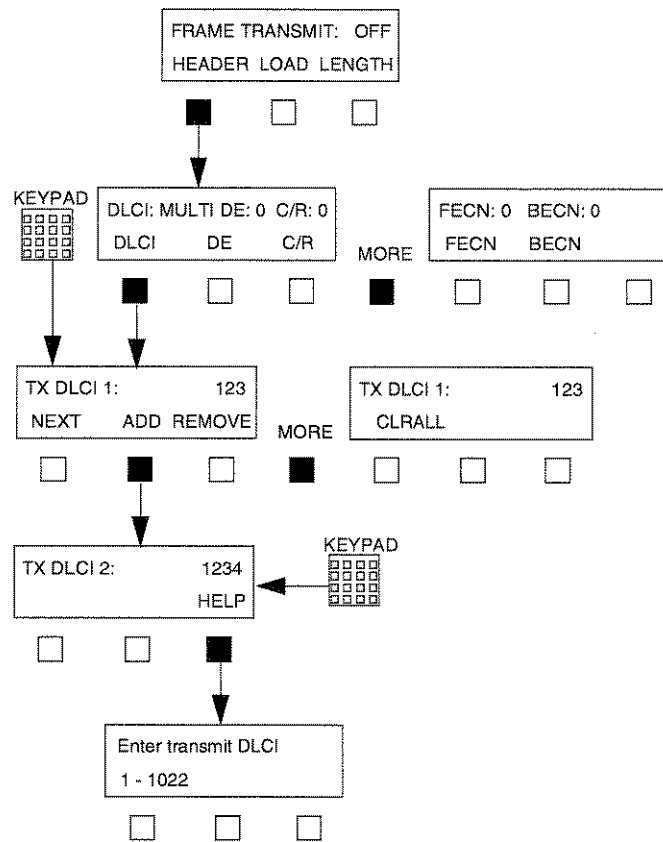 FRAME TRANSMIT: OFF
HEADER LOAD LENGTH
KEYPAD
DLCI: MULTI DE: 0 C/R: 0
DLCI DE C/R
MORE
FECN: 0 BECN: 0
FECN BECN
TX DLCI 1: 123
NEXT ADD REMOVE
MORE
TX DLCI 1: 123
CLRALL
TX DLCI 2: 1234
HELP
KEYPAD
Enter transmit DLCI
1 - 1022